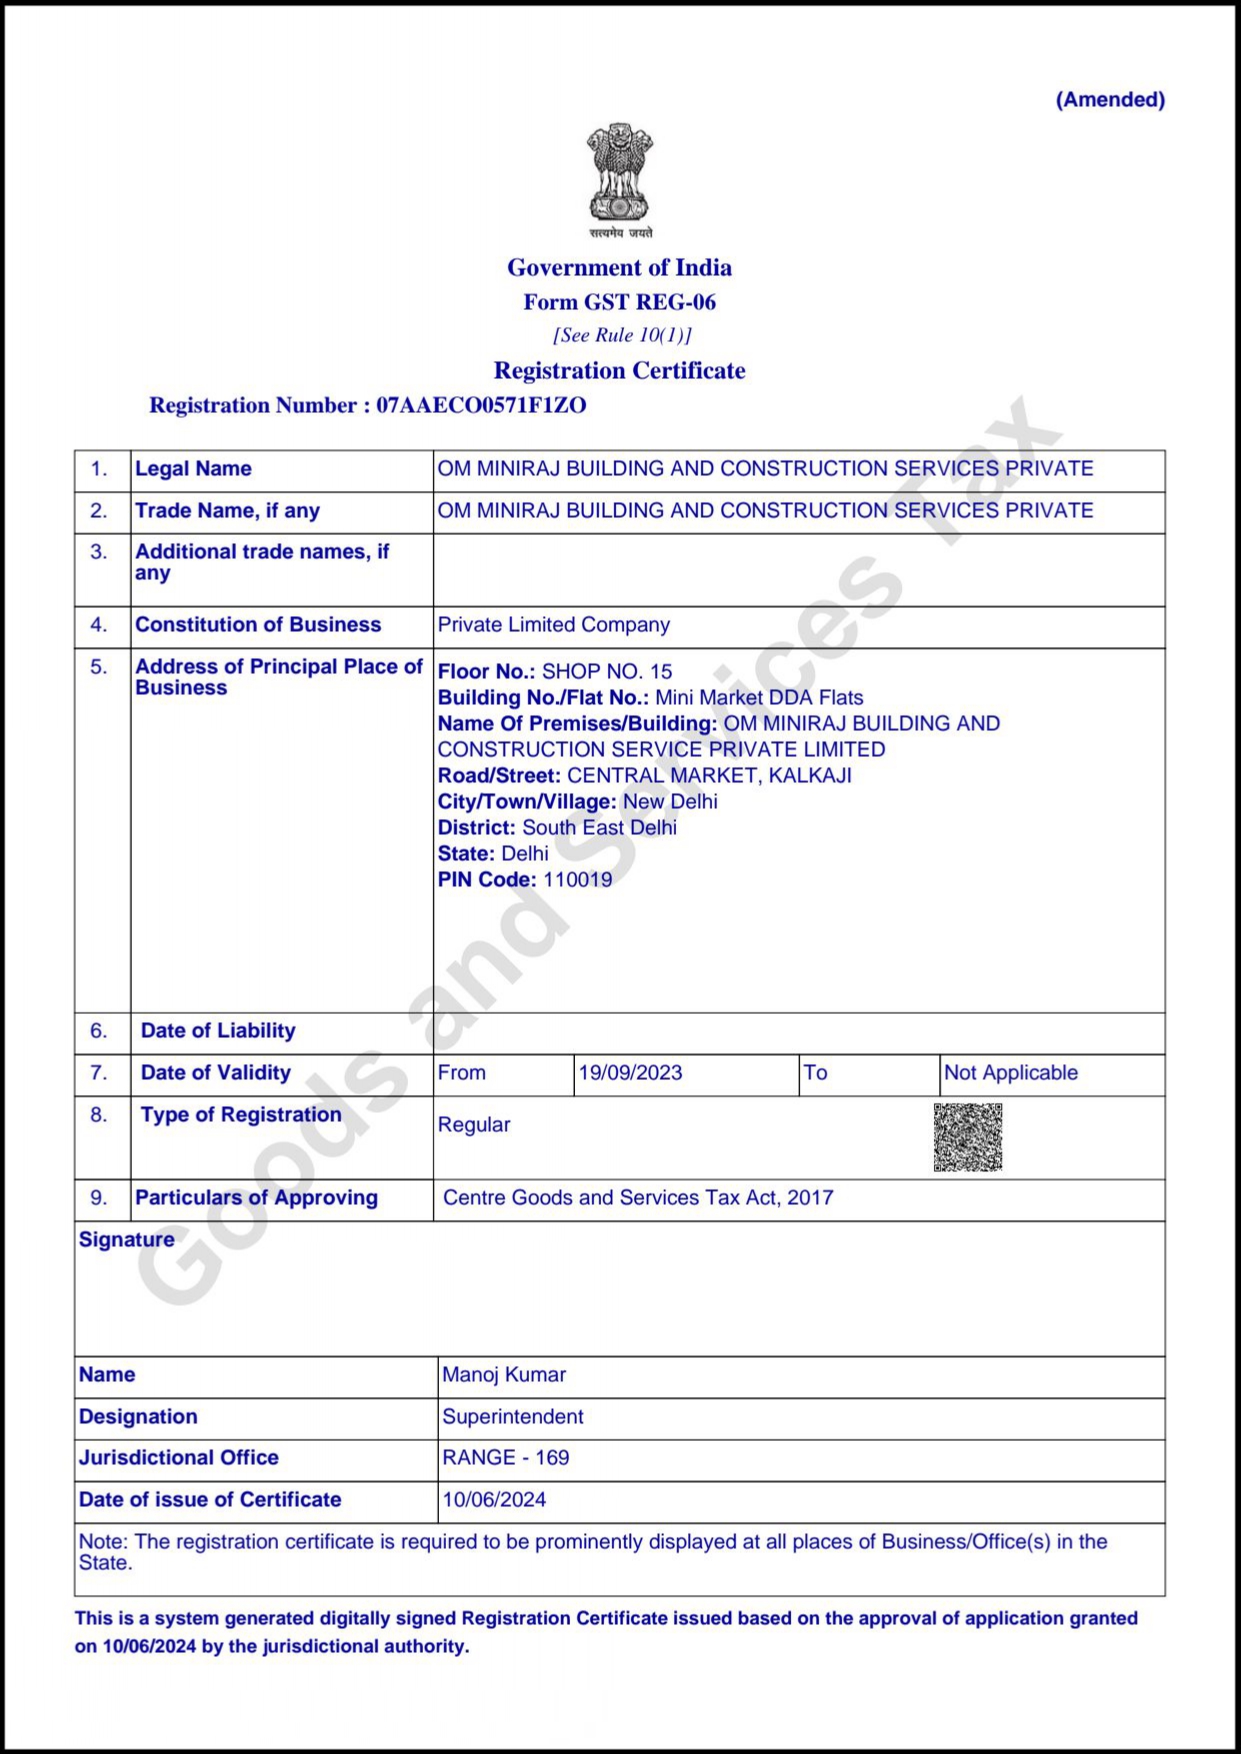 (Amended)
सत्यमेव जयते
Government of India
Form GST REG-06
[See Rule 10(1)]
Registration Certificate
Registration Number : 07AAECO0571F1ZO
1. Legal Name OM MINIRAJ BUILDING AND CONSTRUCTION SERVICES PRIVATE
2. Trade Name, if any OM MINIRAJ BUILDING AND CONSTRUCTION SERVICES PRIVATE
3. Additional trade names, if
any
4. Constitution of Business Private Limited Company
5. Address of Principal Place of
Business
Floor No.: SHOP NO. 15
Building No./Flat No.: Mini Market DDA Flats
Name Of Premises/Building: OM MINIRAJ BUILDING AND
CONSTRUCTION SERVICE PRIVATE LIMITED
Road/Street: CENTRAL MARKET, KALKAJI
City/Town/Village: New Delhi
District: South East Delhi
State: Delhi
PIN Code: 110019
6. Date of Liability
7. Date of Validity From 19/09/2023 To Not Applicable
8. Type of Registration Regular
9. Particulars of Approving Centre Goods and Services Tax Act, 2017
Signature
Name Manoj Kumar
Designation Superintendent
Jurisdictional Office RANGE - 169
Date of issue of Certificate 10/06/2024
Note: The registration certificate is required to be prominently displayed at all places of Business/Office(s) in the
State.
This is a system generated digitally signed Registration Certificate issued based on the approval of application granted
on 10/06/2024 by the jurisdictional authority.
Goods and Services Tax